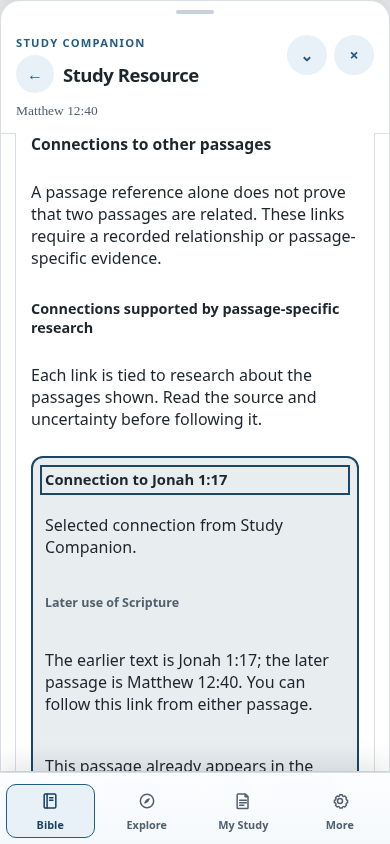 STUDY COMPANION
Study Resource
Matthew 12:40
Connections to other passages
A passage reference alone does not prove
that two passages are related. These links
require a recorded relationship or passage-
specific evidence.
Connections supported by passage-specific
research
Each link is tied to research about the
passages shown. Read the source and
uncertainty before following it.
Connection to Jonah 1:17
Selected connection from Study
Companion.
Later use of Scripture
The earlier text is Jonah 1:17; the later
passage is Matthew 12:40. You can
follow this link from either passage.
This passage already appears in the
Bible
Explore
My Study
More